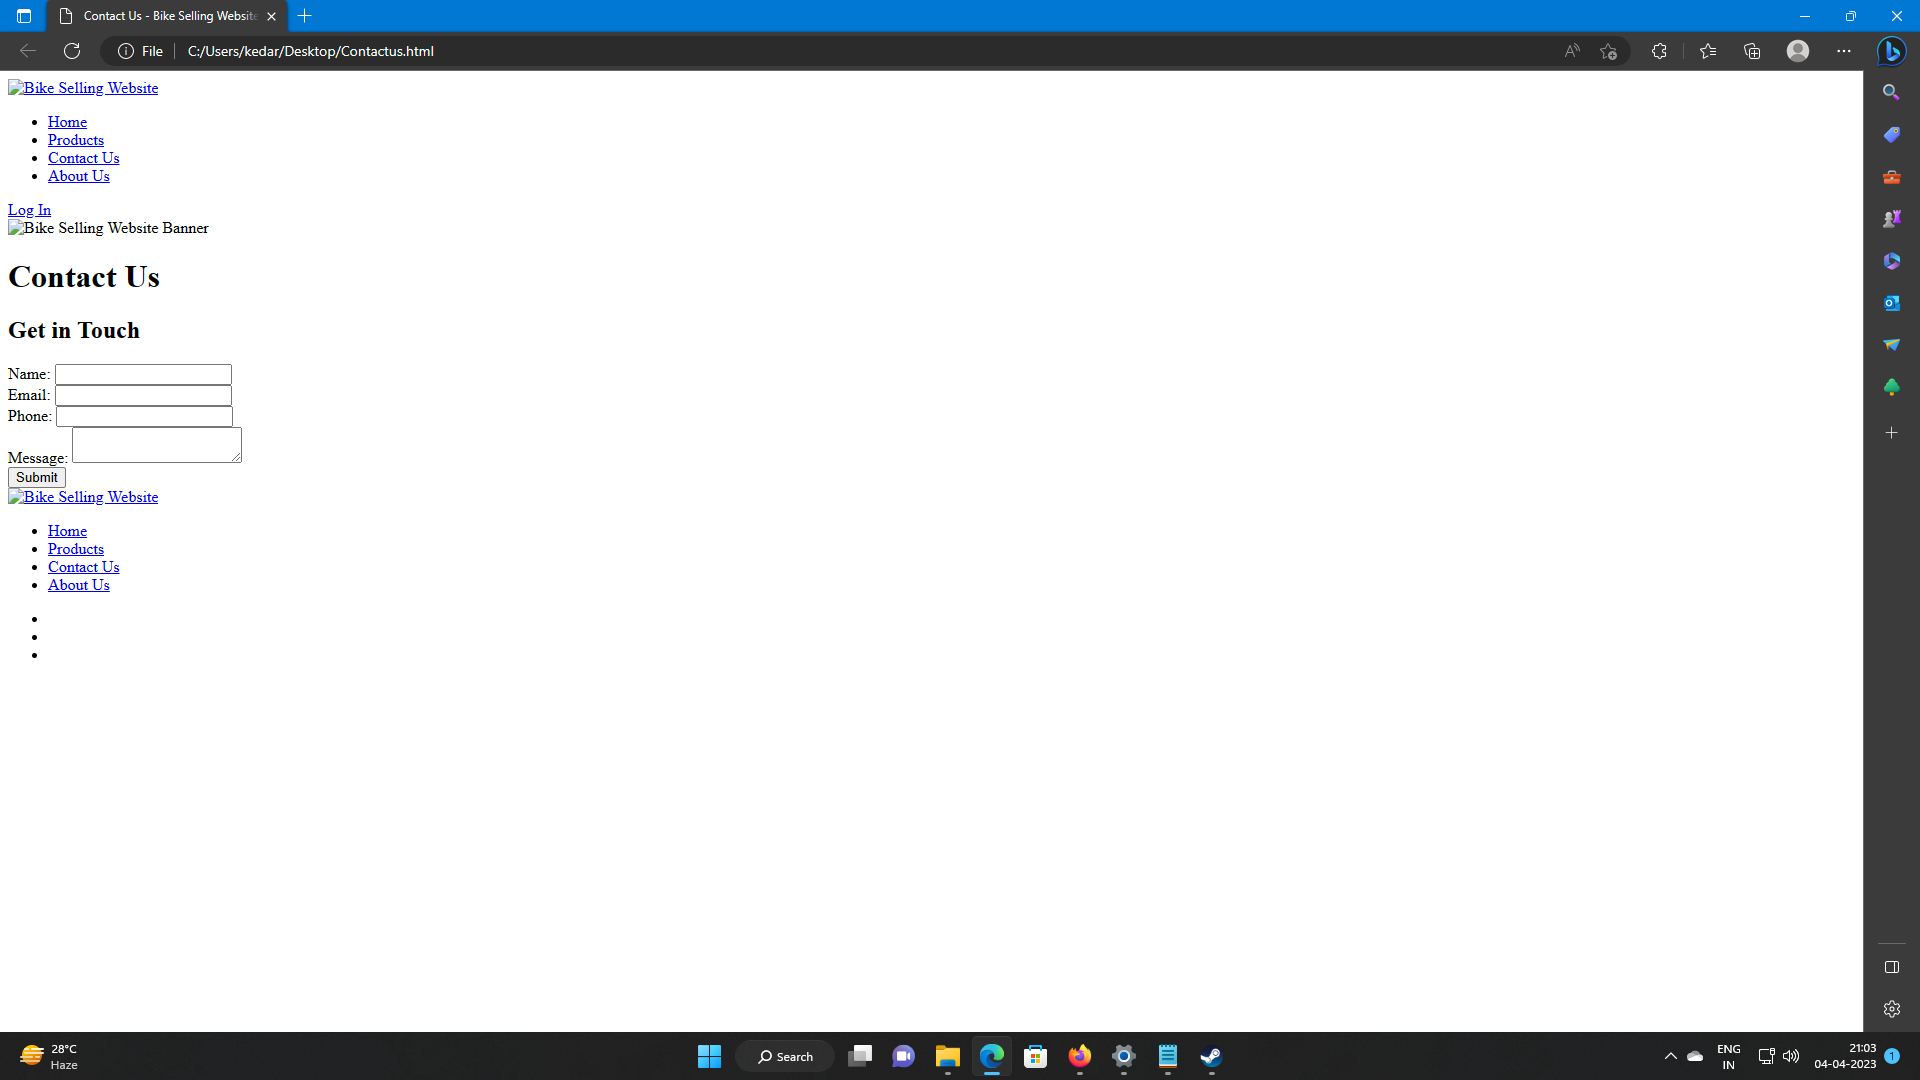 Contact Us - Bike Selling Website
File
C:/Users/kedar/Desktop/Contactus.html
Bike Selling Website
Home
Products
Contact Us
About Us
Log In
Bike Selling Website Banner
Contact Us
Get in Touch
Name:
Email:
Phone:
Message:
Submit
Bike Selling Website
Home
Products
Contact Us
About Us
28°C
Haze
Search
ENG
IN
21:03
04-04-2023
1